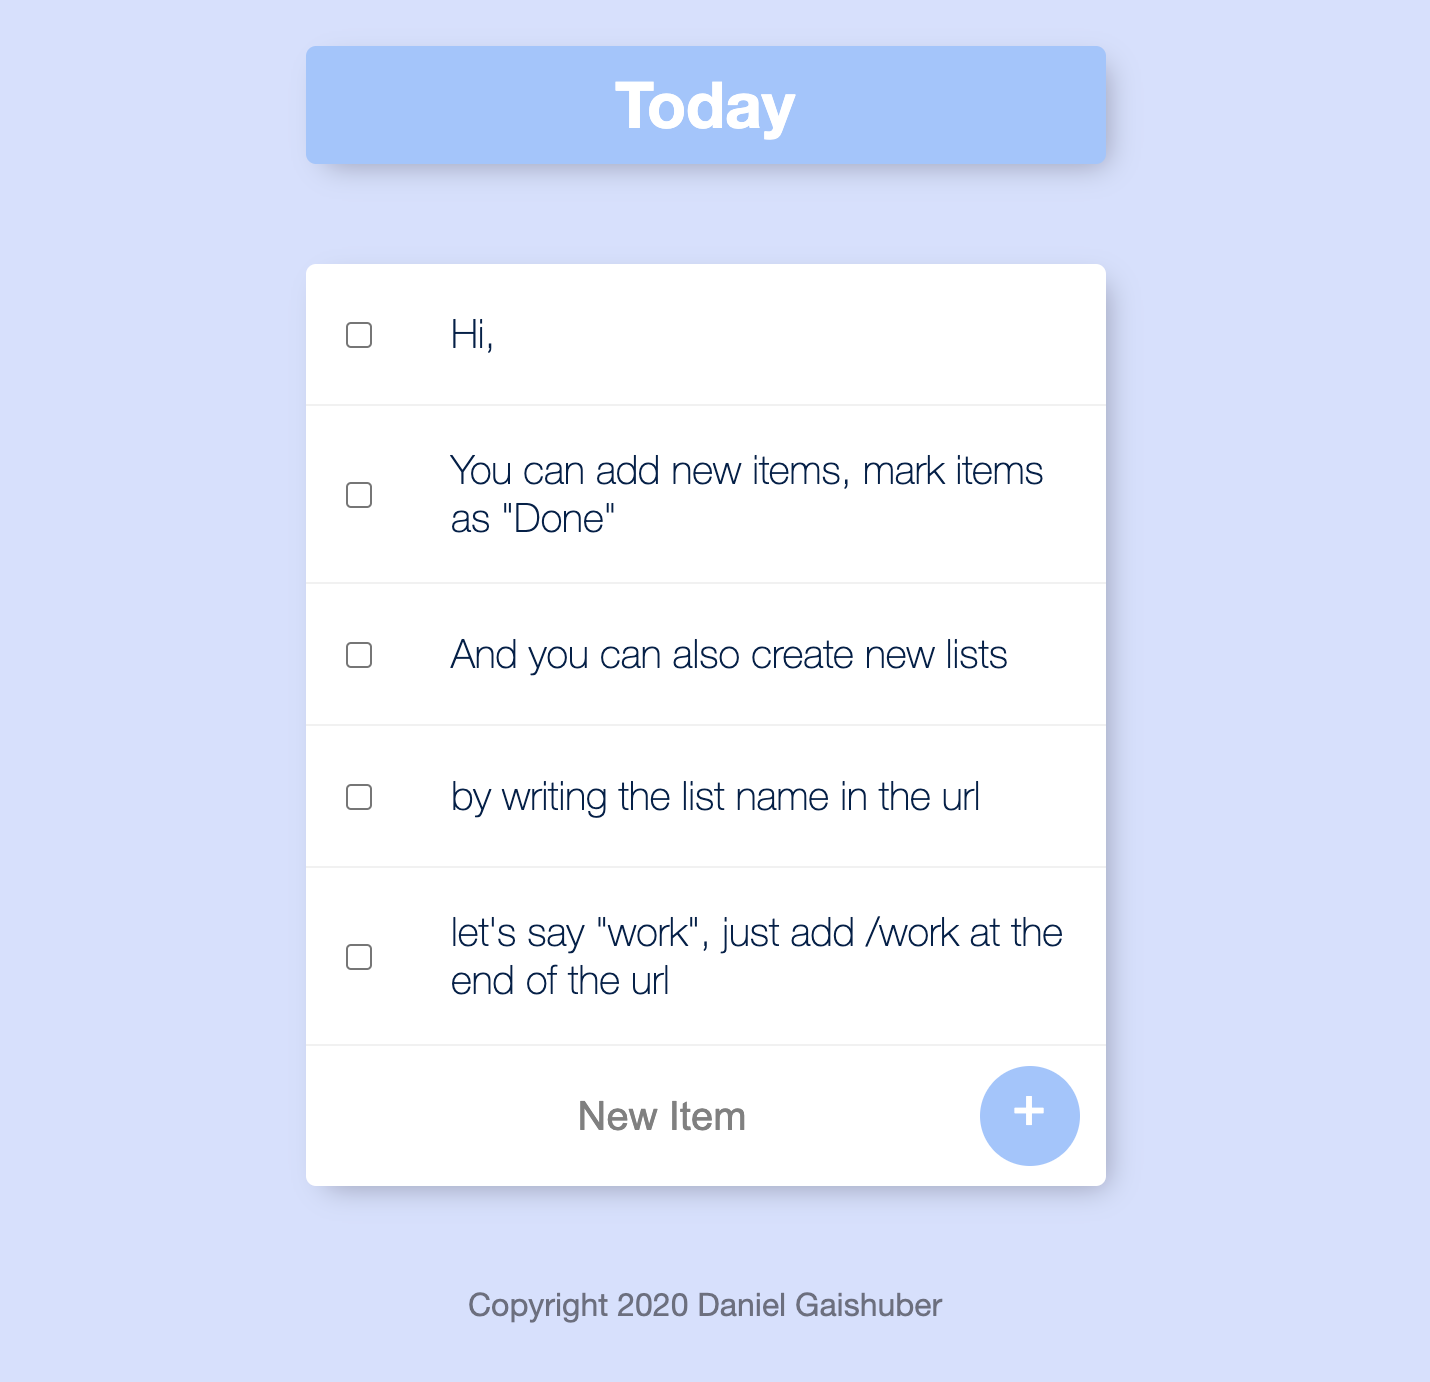 Today
Hi,
You can add new items, mark items
as "Done"
And you can also create new lists
by writing the list name in the url
let's say "work", just add /work at the
end of the url
New Item
+
Copyright 2020 Daniel Gaishuber